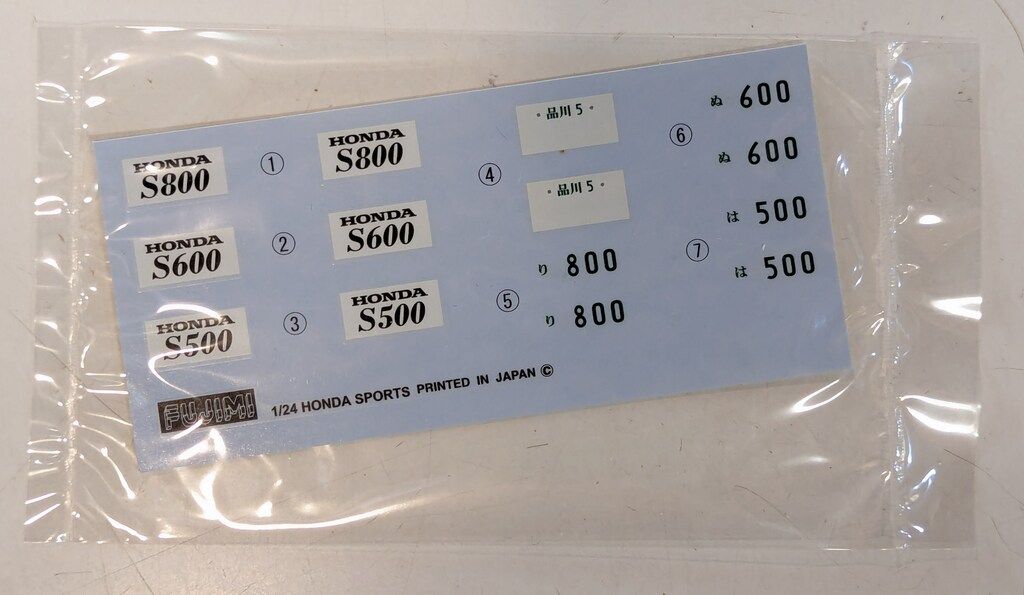 HONDA
S800
①
HONDA
S800
HONDA
S600
②
HONDA
S600
HONDA
S500
③
HONDA
S500
④
・品川 5・
・品川 5・
⑤
り 800
り 800
⑥
ぬ 600
ぬ 600
⑦
は 500
は 500
FUJIMI
1/24 HONDA SPORTS PRINTED IN JAPAN ©